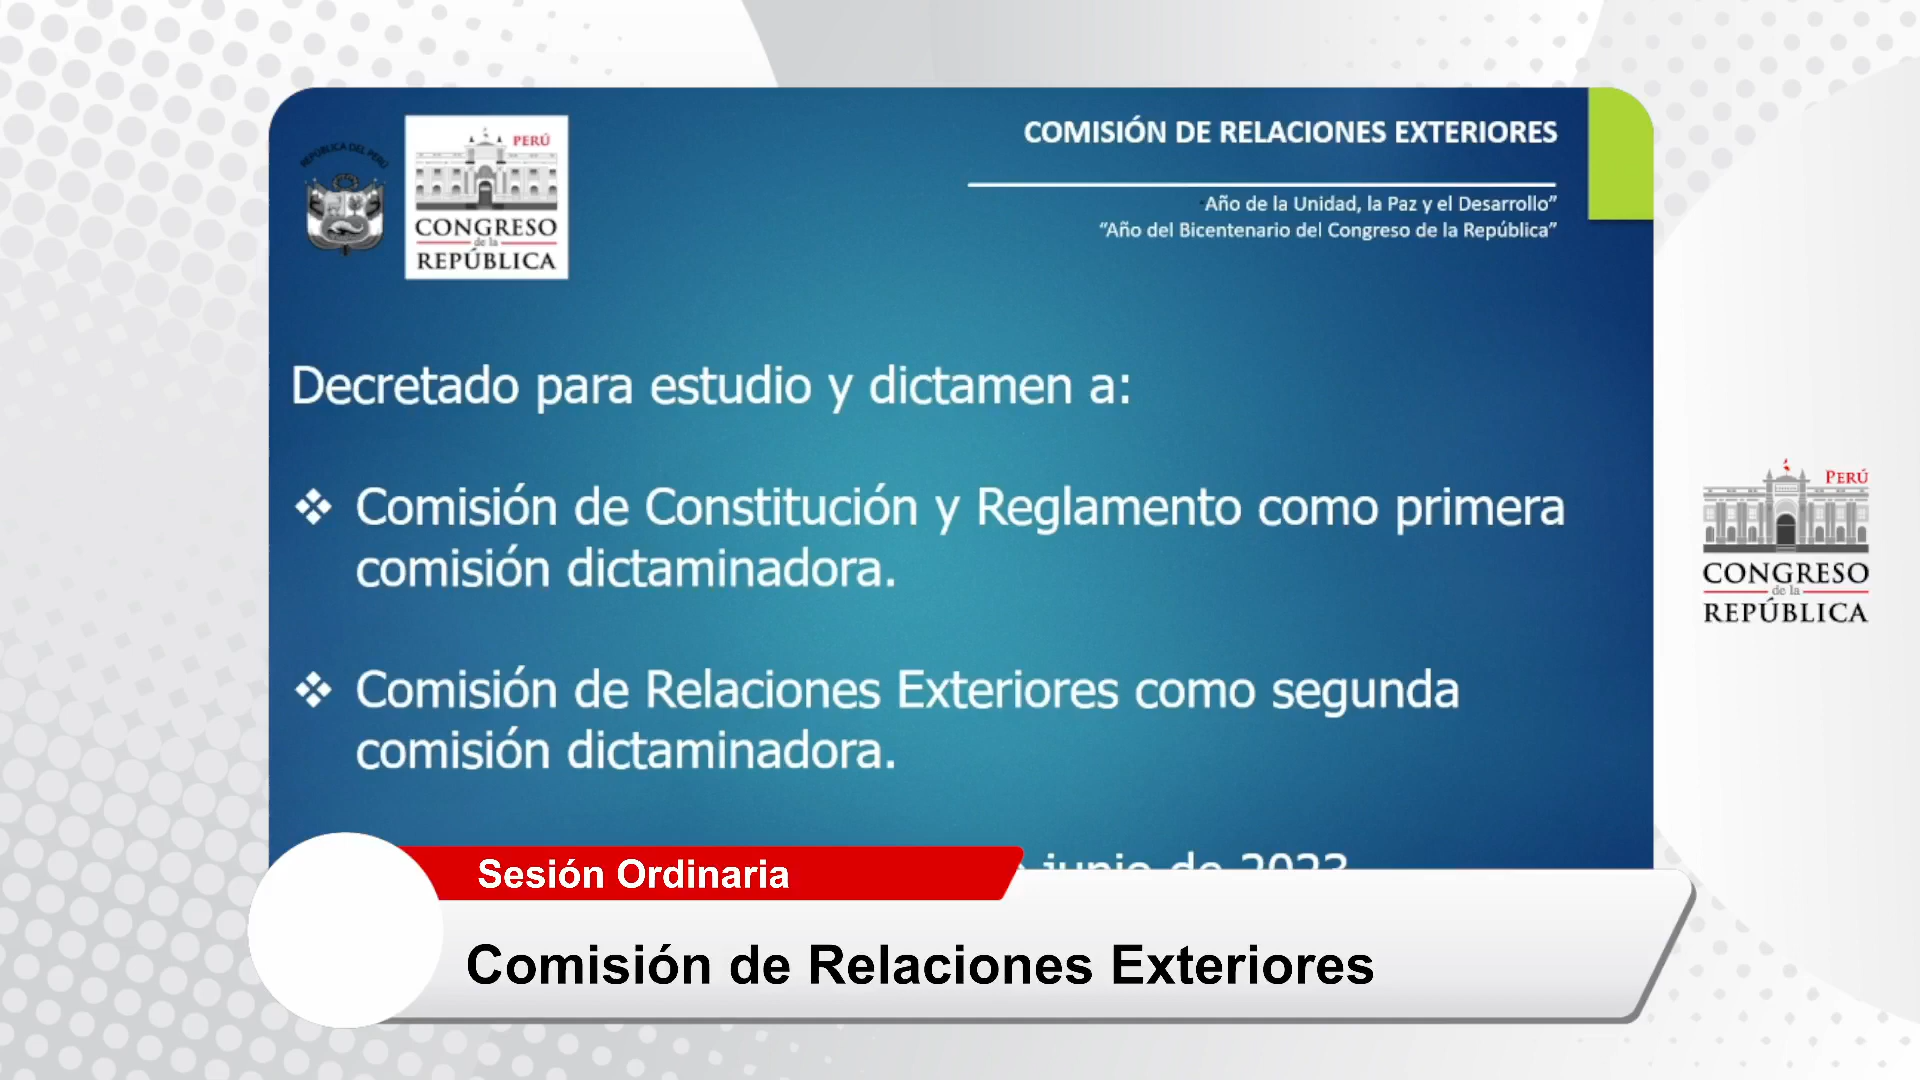 REPÚBLICA DEL PERÚ
PERÚ
CONGRESO
de la
REPÚBLICA
COMISIÓN DE RELACIONES EXTERIORES
Año de la Unidad, la Paz y el Desarrollo”
“Año del Bicentenario del Congreso de la República”
Decretado para estudio y dictamen a:
❖ Comisión de Constitución y Reglamento como primera
comisión dictaminadora.
❖ Comisión de Relaciones Exteriores como segunda
comisión dictaminadora.
junio de 2023
Sesión Ordinaria
Comisión de Relaciones Exteriores
PERÚ
CONGRESO
de la
REPÚBLICA